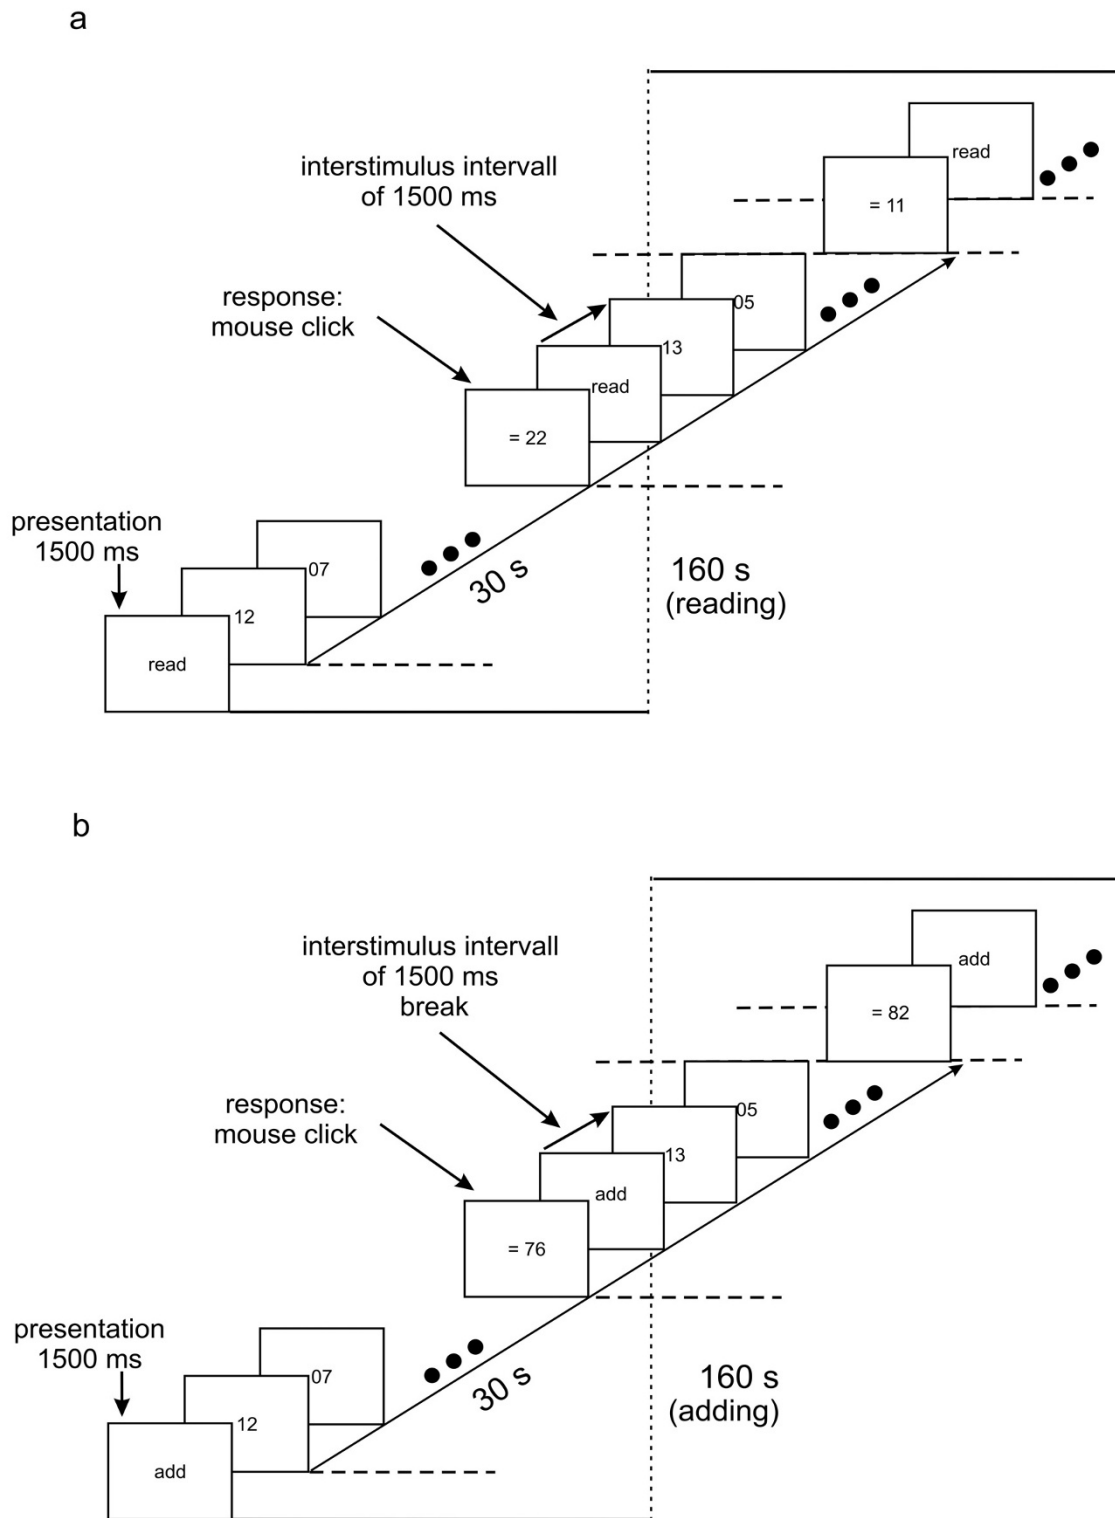 a
read
interstimulus intervall
of 1500 ms
= 11
05
response:
mouse click
13
read
= 22
presentation
1500 ms
07
30 s
160 s
(reading)
12
read
b
add
interstimulus intervall
of 1500 ms
break
= 82
05
response:
mouse click
13
add
= 76
presentation
1500 ms
07
30 s
160 s
(adding)
12
add